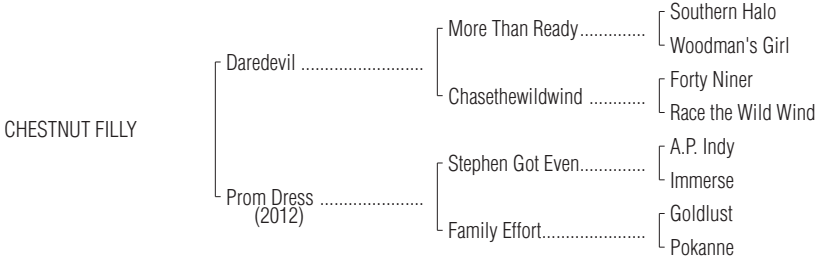 Southern Halo
More Than Ready..............
Woodman's Girl
Daredevil ..........................
Forty Niner
Chasethewildwind ............
Race the Wild Wind
CHESTNUT FILLY
A.P. Indy
Stephen Got Even..............
Immerse
Prom Dress ......................
(2012)
Goldlust
Family Effort......................
Pokanne